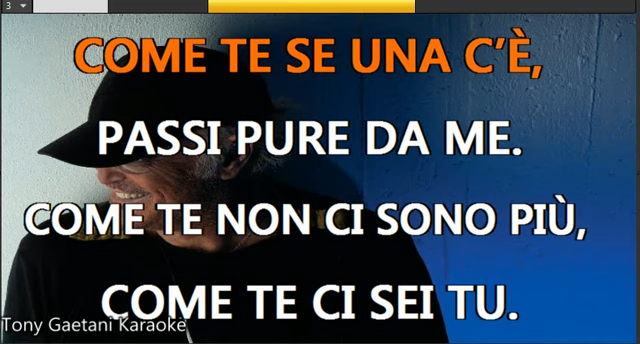 3
COME TE SE UNA C'È,
PASSI PURE DA ME.
COME TE NON CI SONO PIÙ,
COME TE CI SEI TU.
Tony Gaetani Karaoke